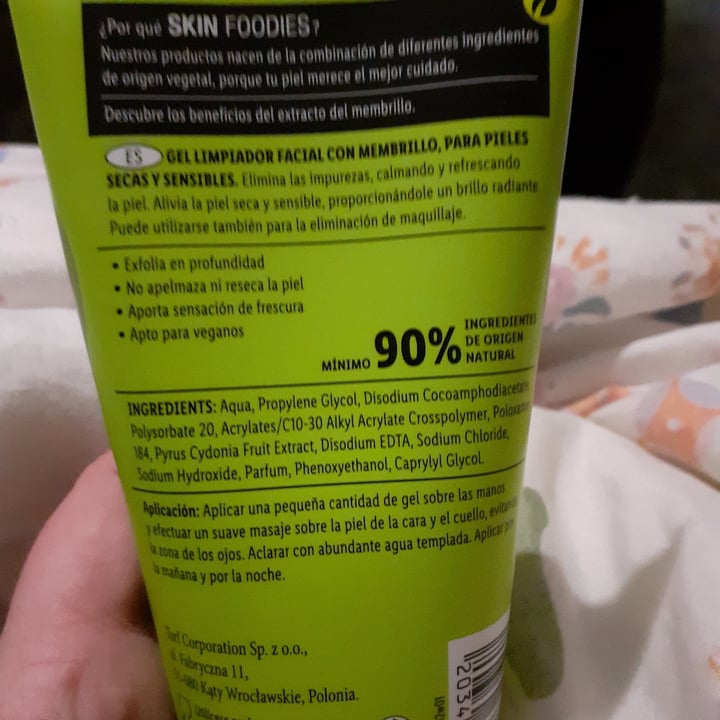 ¿Por qué SKIN FOODIES?
Nuestros productos nacen de la combinación de diferentes ingredientes
de origen vegetal, porque tu piel merece el mejor cuidado.
Descubre los beneficios del extracto del membrillo.
ES GEL LIMPIADOR FACIAL CON MEMBRILLO, PARA PIELES
SECAS Y SENSIBLES. Elimina las impurezas, calmando y refrescando
la piel. Alivia la piel seca y sensible, proporcionándole un brillo radiante.
Puede utilizarse también para la eliminación de maquillaje.
• Exfolia en profundidad
• No apelmaza ni reseca la piel
• Aporta sensación de frescura
• Apto para veganos
MÍNIMO 90% INGREDIENTES
DE ORIGEN
NATURAL
INGREDIENTS: Aqua, Propylene Glycol, Disodium Cocoamphodiacetate,
Polysorbate 20, Acrylates/C10-30 Alkyl Acrylate Crosspolymer,
184, Pyrus Cydonia Fruit Extract, Disodium EDTA, Sodium Chloride,
Sodium Hydroxide, Parfum, Phenoxyethanol, Caprylyl Glycol.
Aplicación: Aplicar una pequeña cantidad de gel sobre las manos
y efectuar un suave masaje sobre la piel de la cara y el cuello,
la zona de los ojos. Aclarar con abundante agua templada. Aplicar
la mañana y por la noche.
Corporation Sp. z o.o.,
Fabryczna 11,
Kąty Wrocławskie, Polonia.